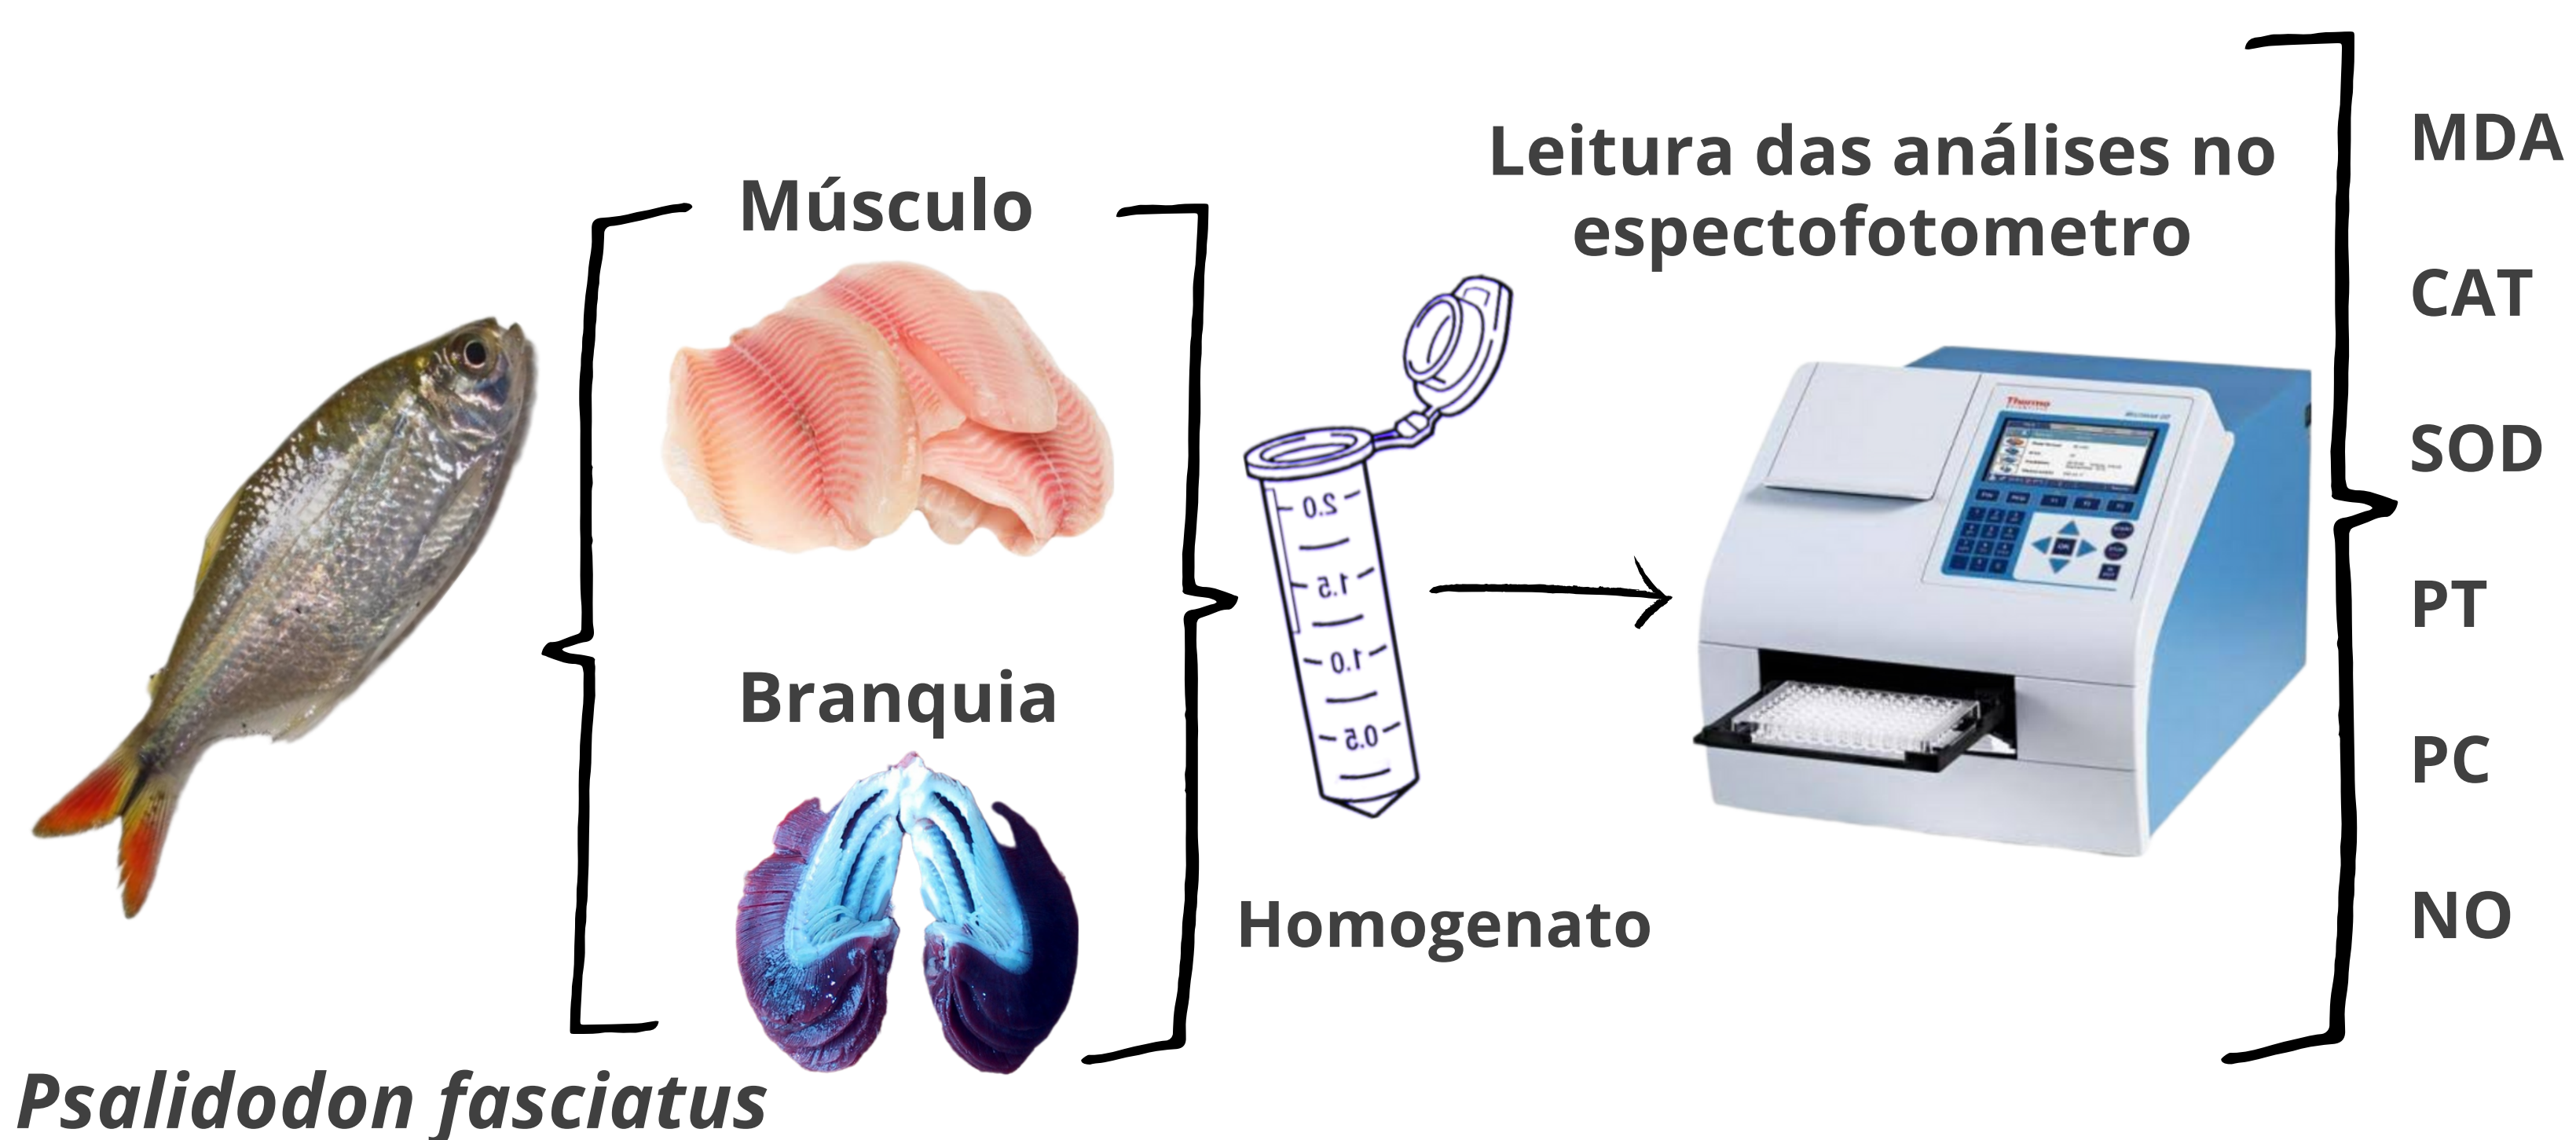 Leitura das análises no
espectofotometro
Músculo
Branquia
Psalidodon fasciatus
2.0
1.5
1.0
0.5
Homogenato
Thermo
SCIENTIFIC
MDA
CAT
SOD
PT
PC
NO